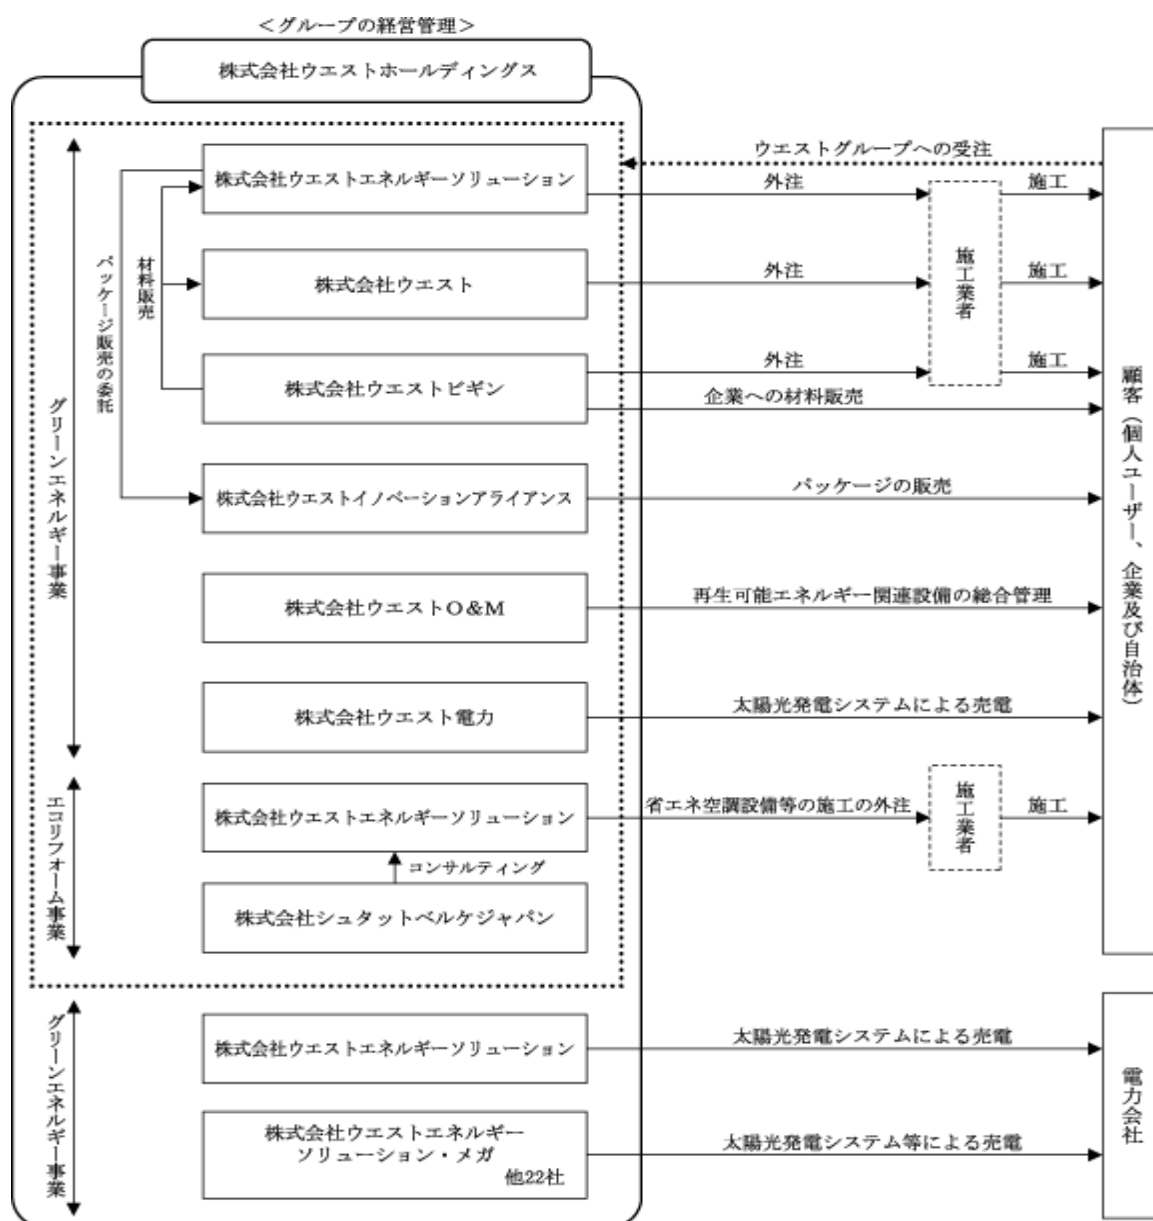 ＜グループの経営管理＞
株式会社ウエストホールディングス
ウエストグループへの受注
株式会社ウエストエネルギーソリューション
外注
施工
株式会社ウエスト
外注
施工
株式会社ウエストビギン
外注
施工
企業への材料販売
施工業者
材料販売
パッケージ販売の委託
株式会社ウエストイノベーションアライアンス
パッケージの販売
株式会社ウエストＯ＆Ｍ
再生可能エネルギー関連設備の総合管理
株式会社ウエスト電力
太陽光発電システムによる売電
グリーンエネルギー事業
株式会社ウエストエネルギーソリューション
省エネ空調設備等の施工の外注
施工業者
施工
コンサルティング
株式会社シュタットベルケジャパン
エコリフォーム事業
顧客（個人ユーザー、企業及び自治体）
株式会社ウエストエネルギーソリューション
太陽光発電システムによる売電
株式会社ウエストエネルギー
ソリューション・メガ
他22社
太陽光発電システム等による売電
グリーンエネルギー事業
電力会社